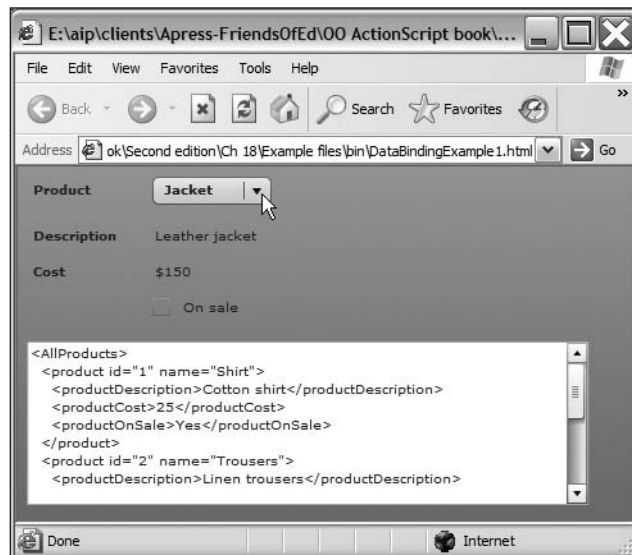 E:\aip\clients\Apress-FriendsOfEd\OO ActionScript book\...
File Edit View Favorites Tools Help
Back Search Favorites »
Address ok\Second edition\Ch 18\Example files\bin\DataBindingExample1.html Go
Product Jacket
Description Leather jacket
Cost $150
On sale
<AllProducts>
<product id="1" name="Shirt">
<productDescription>Cotton shirt</productDescription>
<productCost>25</productCost>
<productOnSale>Yes</productOnSale>
</product>
<product id="2" name="Trousers">
<productDescription>Linen trousers</productDescription>
Done Internet